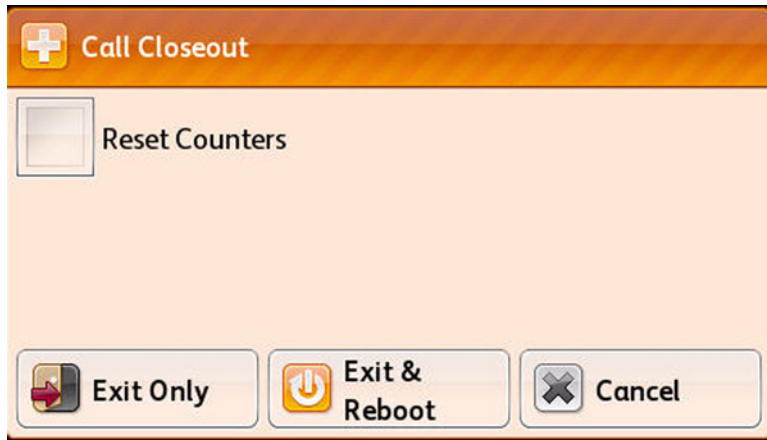 Call Closeout
Reset Counters
Exit Only
Exit &
Reboot
Cancel